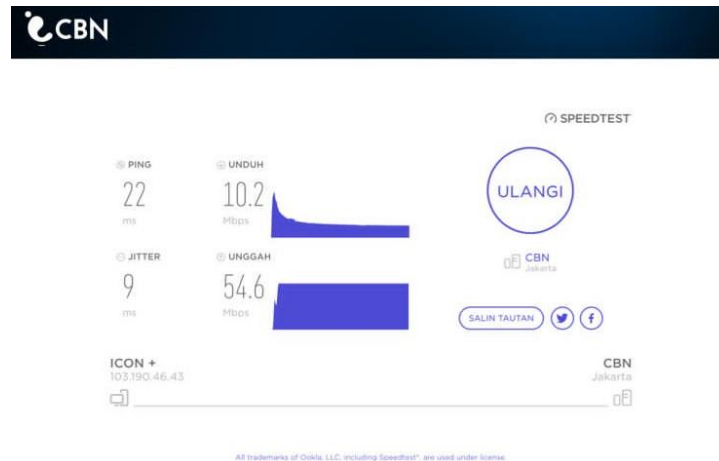 CBN
SPEEDTEST
PING
22
ms
UNDUH
10.2
Mbps
ULANGI
JITTER
9
ms
UNGGAH
54.6
Mbps
CBN
Jakarta
SALIN TAUTAN
ICON +
103.190.46.43
CBN
Jakarta
All trademarks of Ookla, LLC, including Speedtest®, are used under license.